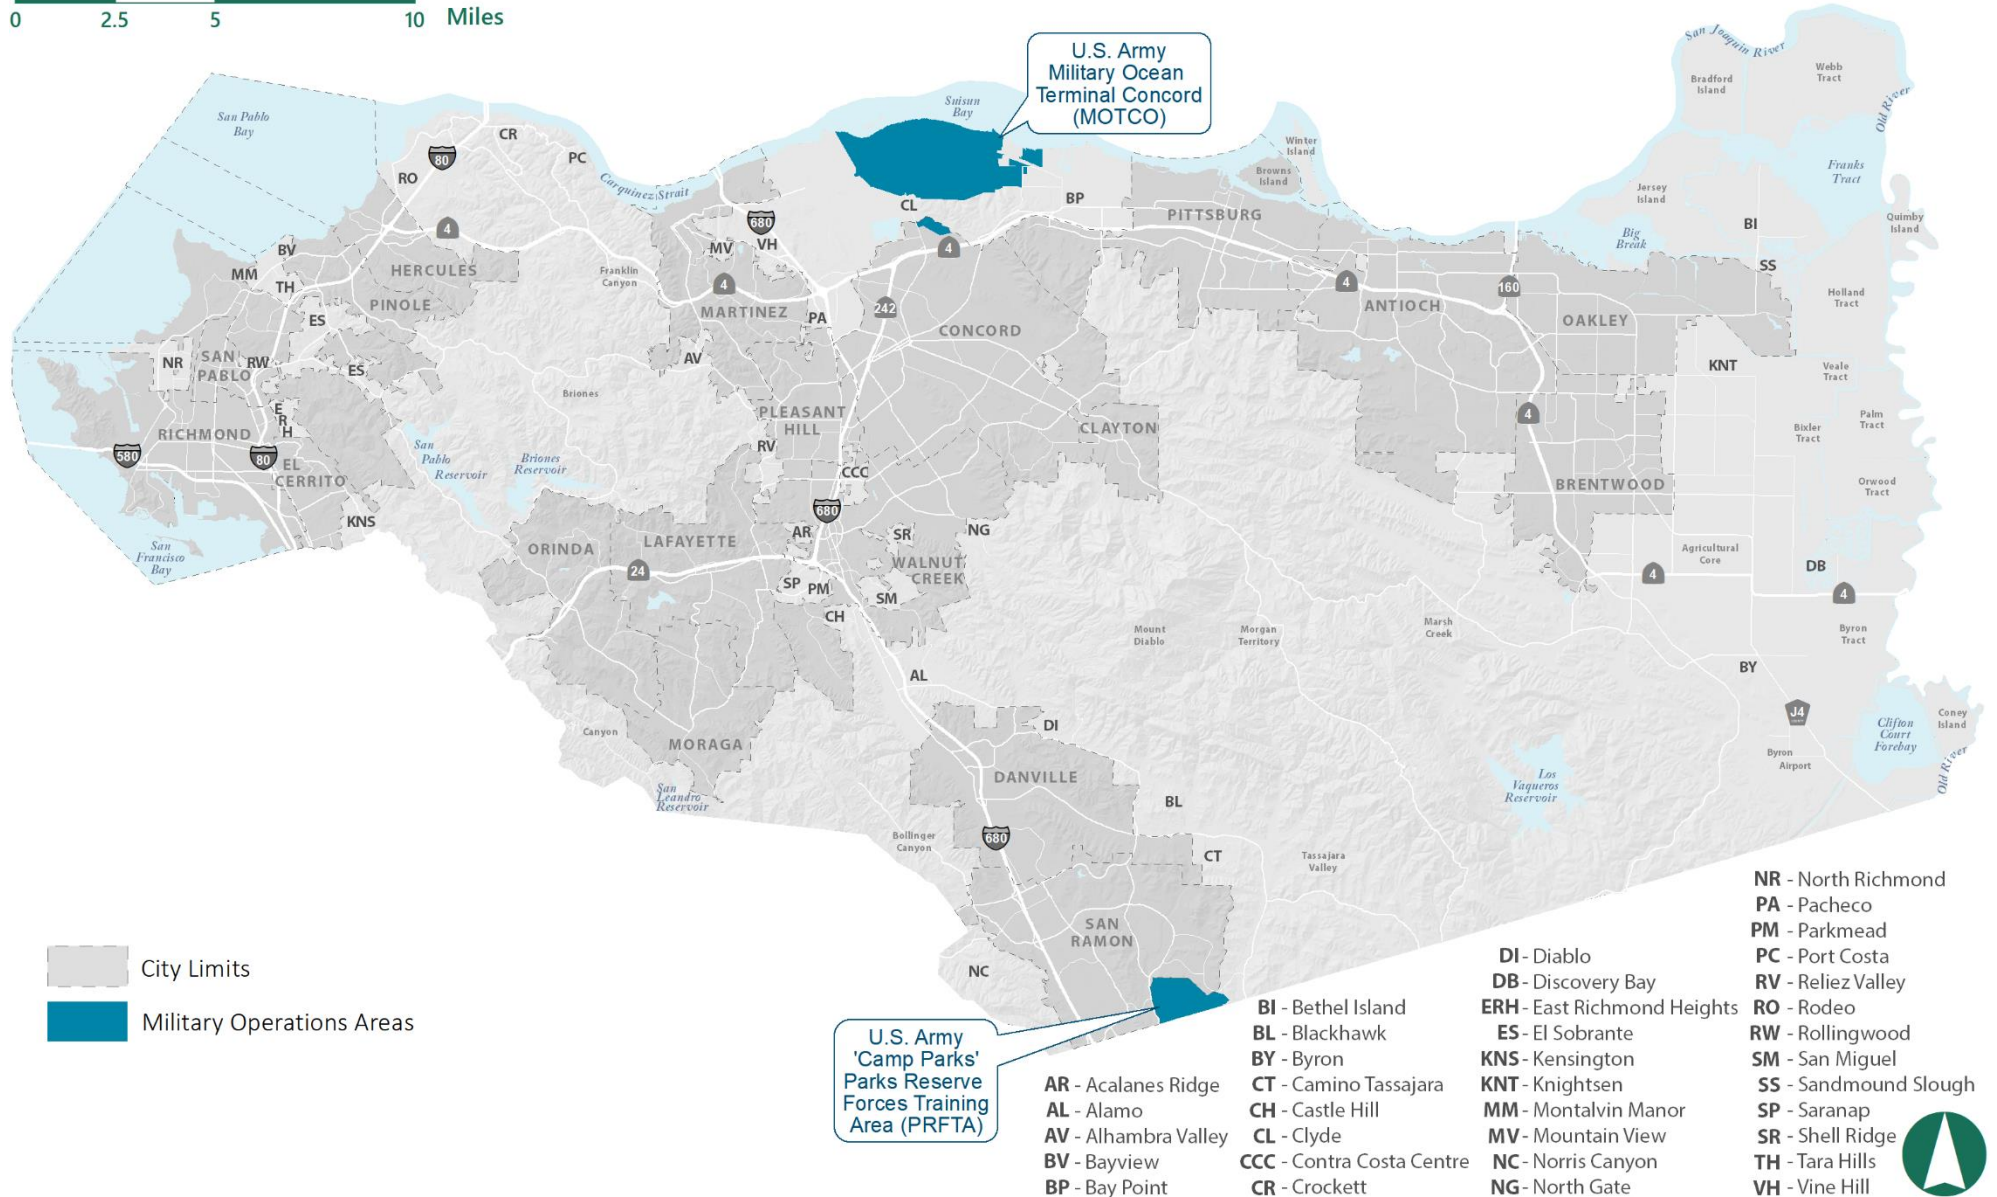 0 2.5 5 10 Miles
U.S. Army
Military Ocean
Terminal Concord
(MOTCO)
San Joaquin River
Bradford
Island
Webb
Tract
Old River
San Pablo
Bay
Suisun
Bay
CR
80
PC
RO
Carquinez Strait
Winter
Island
Browns
Island
Franks
Tract
Jersey
Island
BI
Quimby
Island
Big
Break
SS
4
BV
MM
TH
HERCULES
PINOLE
ES
Franklin
Canyon
680
MV
VH
4
MARTINEZ
PA
CL
4
BP
PITTSBURG
242
CONCORD
4
ANTIOCH
160
OAKLEY
Holland
Tract
NR
SAN
PABLO
RW
ES
AV
KNT
Veale
Tract
Briones
E
R
H
RICHMOND
580
80
EL
CERRITO
KNS
San
Pablo
Reservoir
Briones
Reservoir
PLEASANT
HILL
RV
CCC
CLAYTON
4
BRENTWOOD
Palm
Tract
Bixler
Tract
Orwood
Tract
San
Francisco
Bay
680
AR
ORINDA
LAFAYETTE
24
SR
NG
WALNUT
CREEK
SP
PM
SM
CH
Agricultural
Core
4
DB
4
Mount
Diablo
Morgan
Territory
Marsh
Creek
Byron
Tract
AL
BY
J4
Clifton
Court
Forebay
Coney
Island
Old River
Byron
Airport
Canyon
MORAGA
San
Leandro
Reservoir
DI
DANVILLE
BL
Los
Vaqueros
Reservoir
680
Bollinger
Canyon
CT
Tassajara
Valley
SAN
RAMON
NC
City Limits
Military Operations Areas
U.S. Army
'Camp Parks'
Parks Reserve
Forces Training
Area (PRFTA)
AR - Acalanes Ridge
AL - Alamo
AV - Alhambra Valley
BV - Bayview
BP - Bay Point
BI - Bethel Island
BL - Blackhawk
BY - Byron
CT - Camino Tassajara
CH - Castle Hill
CL - Clyde
CCC - Contra Costa Centre
CR - Crockett
DI - Diablo
DB - Discovery Bay
ERH - East Richmond Heights
ES - El Sobrante
KNS - Kensington
KNT - Knightsen
MM - Montalvin Manor
MV - Mountain View
NC - Norris Canyon
NG - North Gate
NR - North Richmond
PA - Pacheco
PM - Parkmead
PC - Port Costa
RV - Reliez Valley
RO - Rodeo
RW - Rollingwood
SM - San Miguel
SS - Sandmound Slough
SP - Saranap
SR - Shell Ridge
TH - Tara Hills
VH - Vine Hill